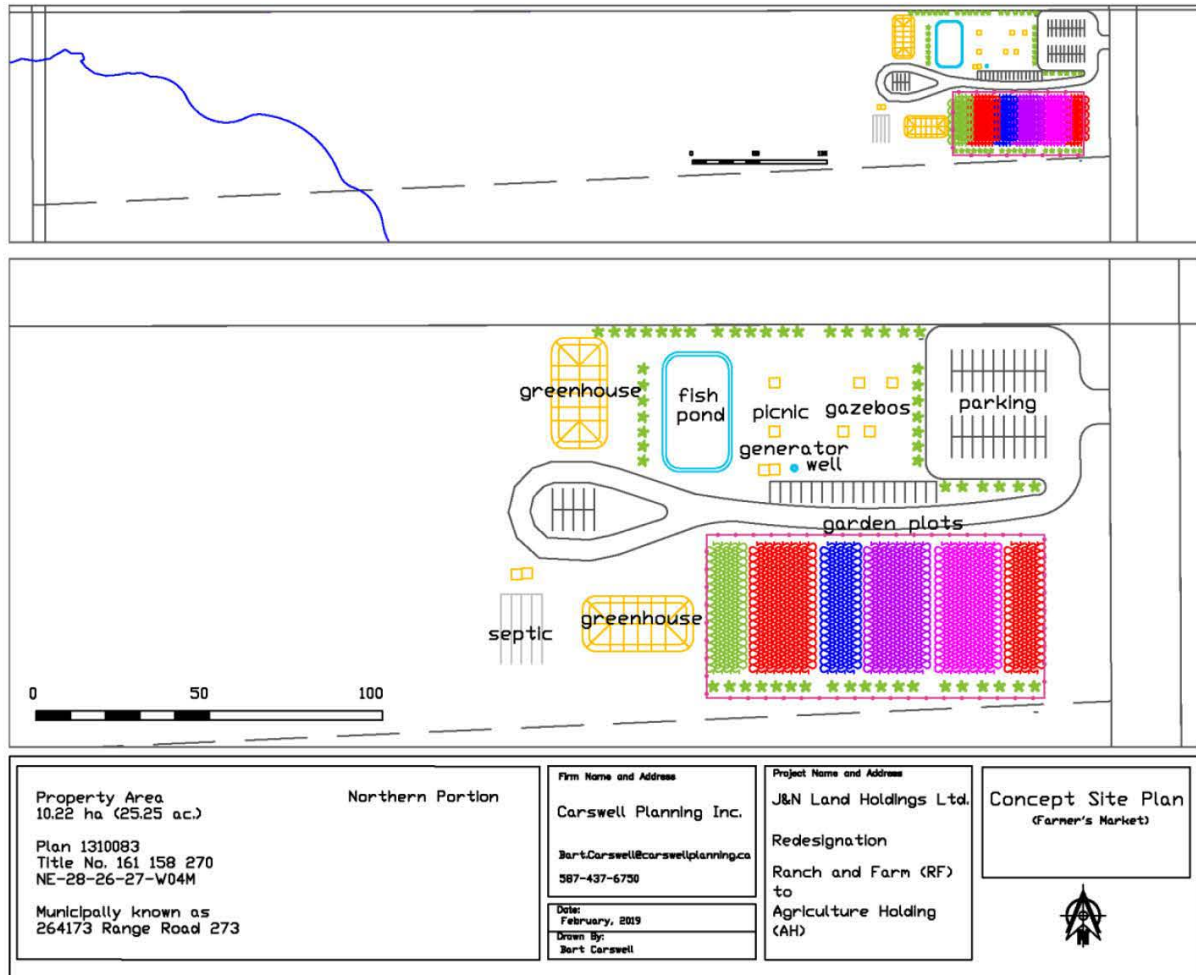 greenhouse
fish
pond
picnic
gazebos
parking
generator
well
garden plots
septic
greenhouse
0 50 100
Property Area
10.22 ha (25.25 ac.)
Northern Portion
Plan 1310083
Title No. 161 158 270
NE-28-26-27-W04M
Municipally known as
264173 Range Road 273
Firm Name and Address
Carswell Planning Inc.
Bart.Carswell@carswellplanning.ca
587-437-6750
Date:
February, 2019
Drawn By:
Bart Carswell
Project Name and Address
J&N Land Holdings Ltd.
Redesignation
Ranch and Farm (RF)
to
Agriculture Holding
(AH)
Concept Site Plan
(Farmer's Market)
N